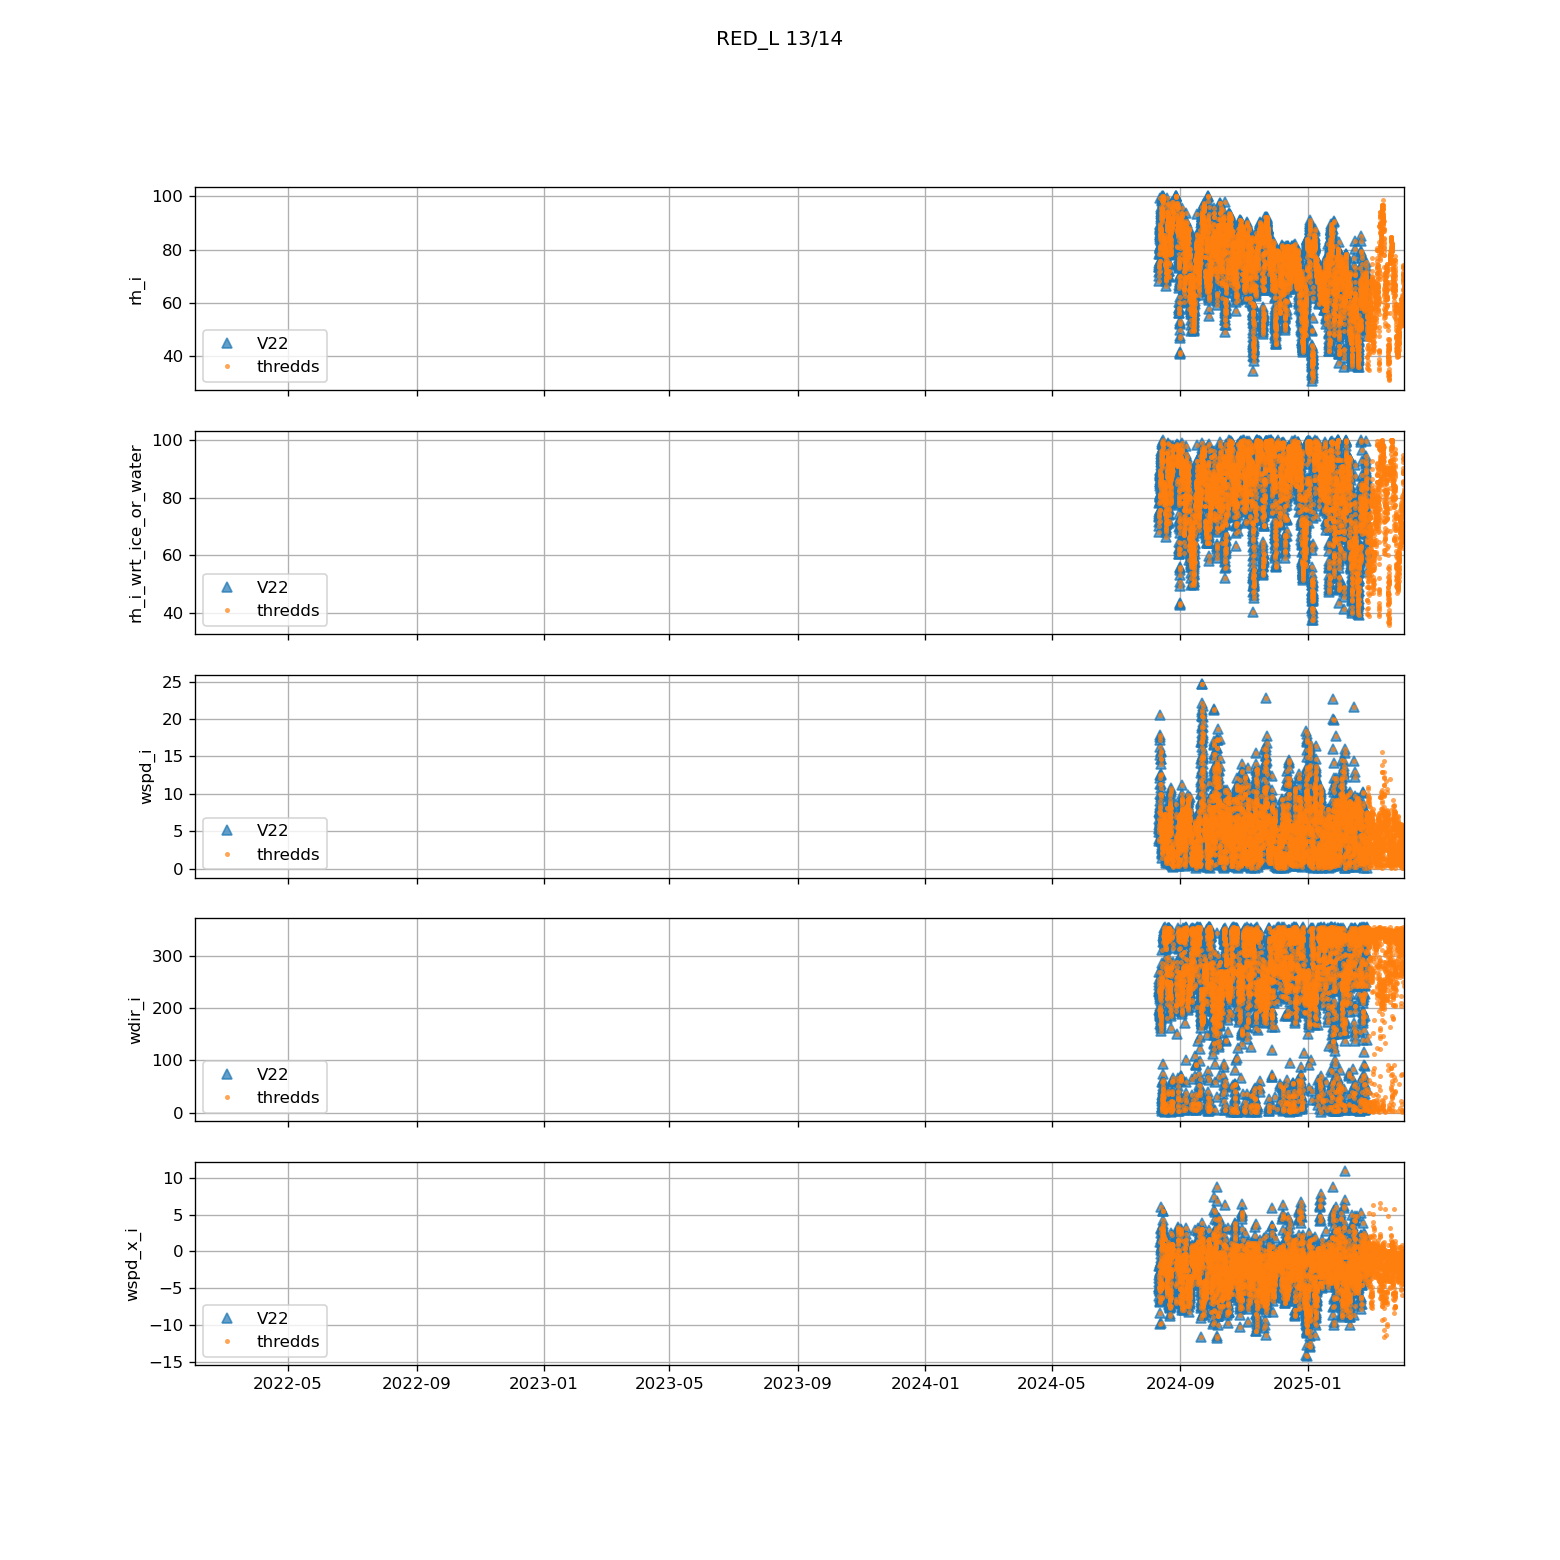 RED_L 13/14
100
80
60
40
rh_i
V22
thredds
100
80
60
40
rh_i_wrt_ice_or_water
V22
thredds
25
20
15
10
5
0
wspd_i
V22
thredds
300
200
100
0
wdir_i
V22
thredds
10
5
0
−5
−10
−15
wspd_x_i
V22
thredds
2022-05 2022-09 2023-01 2023-05 2023-09 2024-01 2024-05 2024-09 2025-01